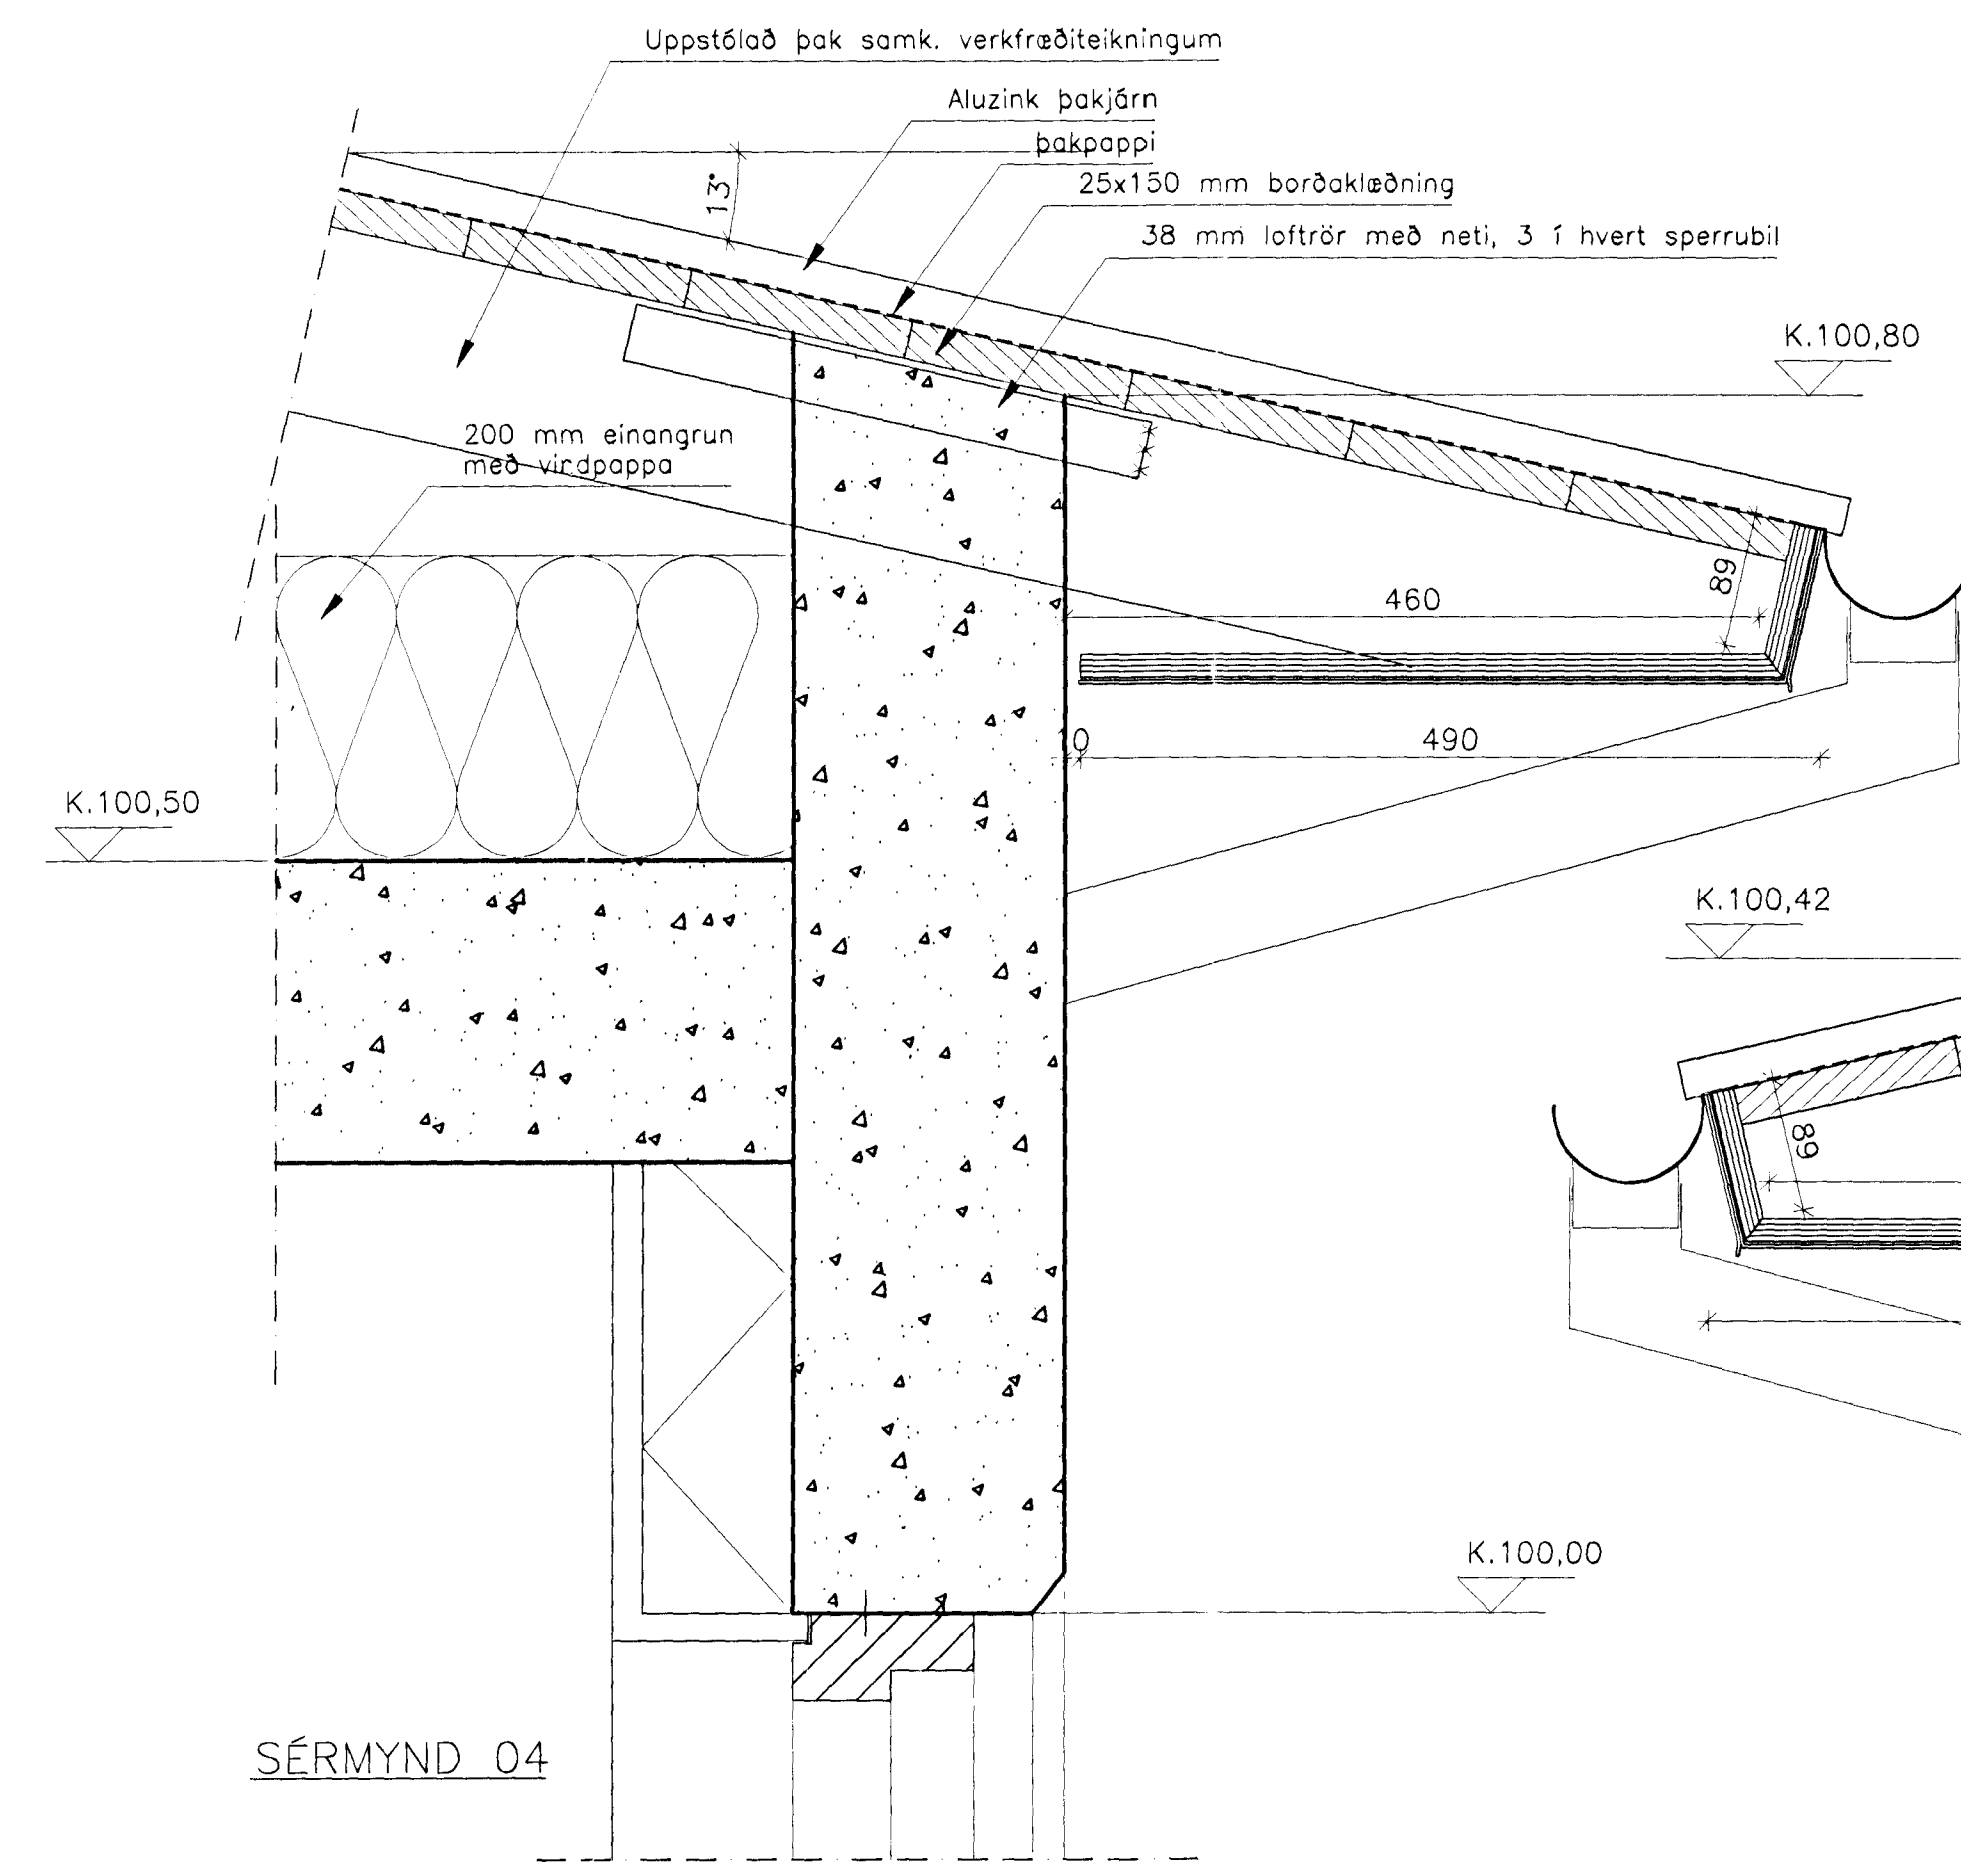 Uppstólað þak samk. verkfræðiteikningum
Aluzink þakjárn
þakpappi
13°
25x150 mm borðaklæðning
38 mm loftrör með neti, 3 í hvert sperrubil
K.100,80
200 mm einangrun
með virdpappa
89
460
10
490
K.100,50
K.100,42
89
K.100,00
SÉRMYND 04